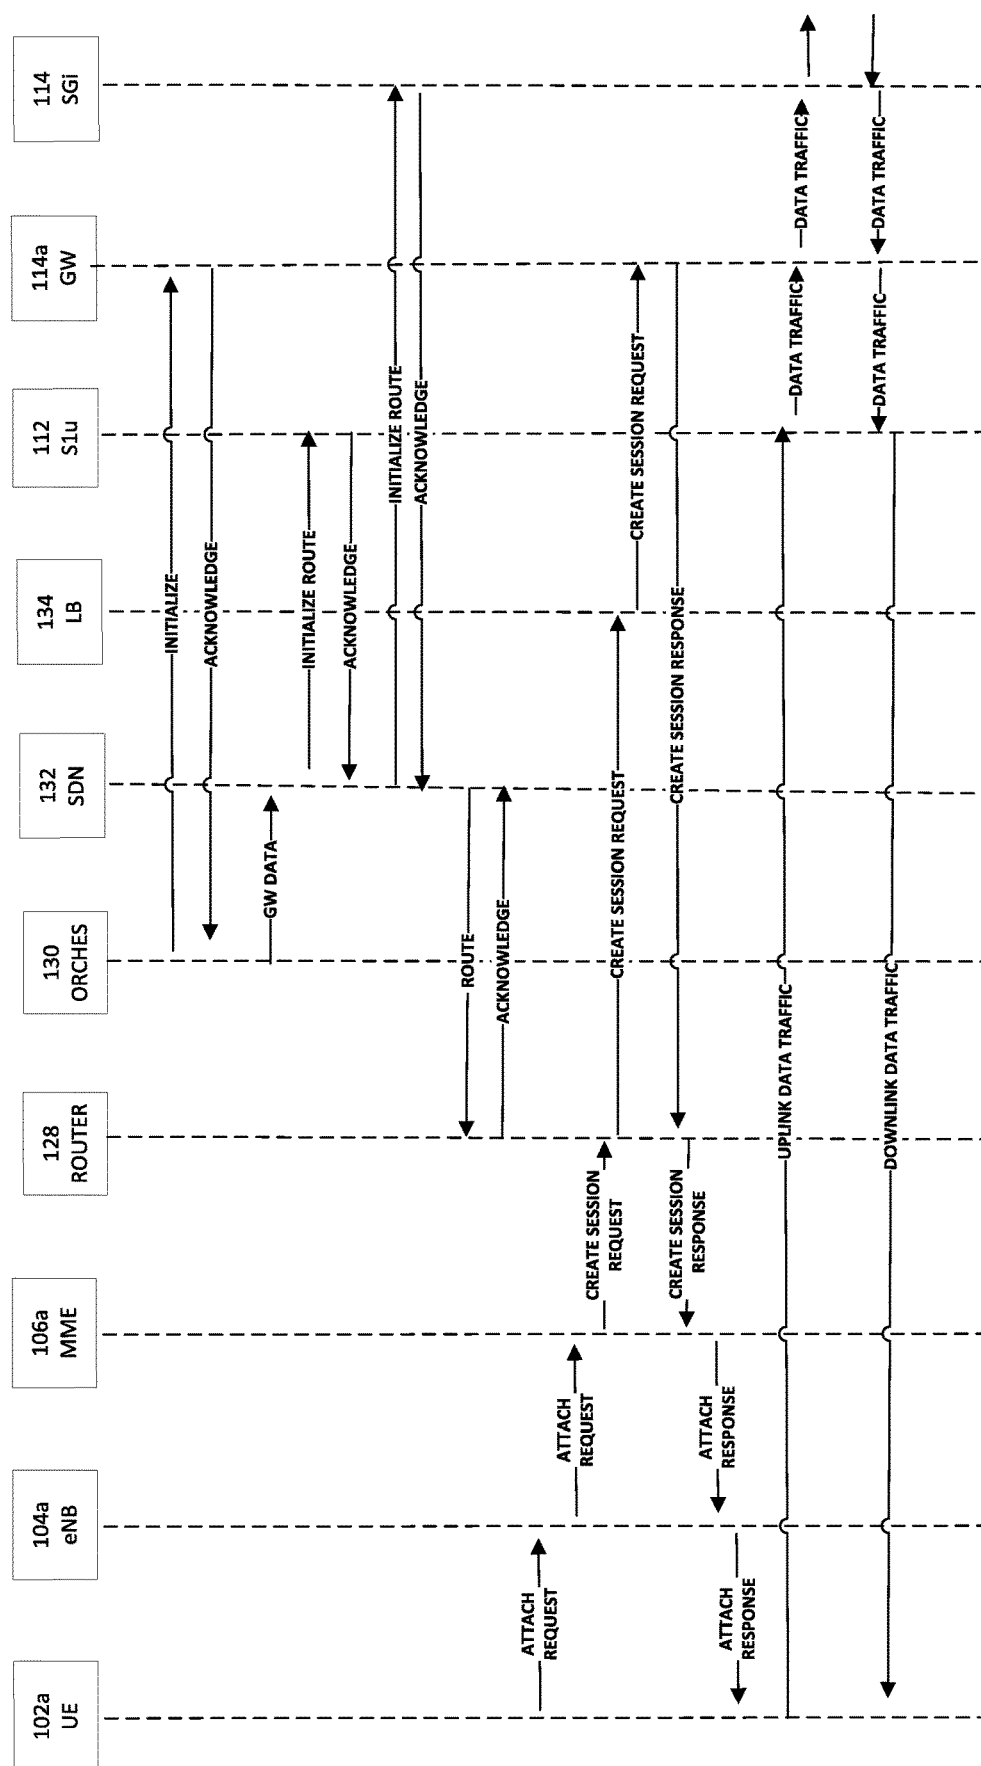 102a
UE
104a
eNB
106a
MME
128
ROUTER
130
ORCHES
132
SDN
134
LB
112
S1u
114a
GW
114
SGi
INITIALIZE
ACKNOWLEDGE
GW DATA
INITIALIZE ROUTE
ACKNOWLEDGE
INITIALIZE ROUTE
ACKNOWLEDGE
ROUTE
ACKNOWLEDGE
ATTACH
REQUEST
ATTACH
REQUEST
CREATE SESSION
REQUEST
CREATE SESSION REQUEST
CREATE SESSION REQUEST
CREATE SESSION RESPONSE
CREATE SESSION
RESPONSE
ATTACH
RESPONSE
ATTACH
RESPONSE
UPLINK DATA TRAFFIC
DATA TRAFFIC
DATA TRAFFIC
DATA TRAFFIC
DATA TRAFFIC
DOWNLINK DATA TRAFFIC